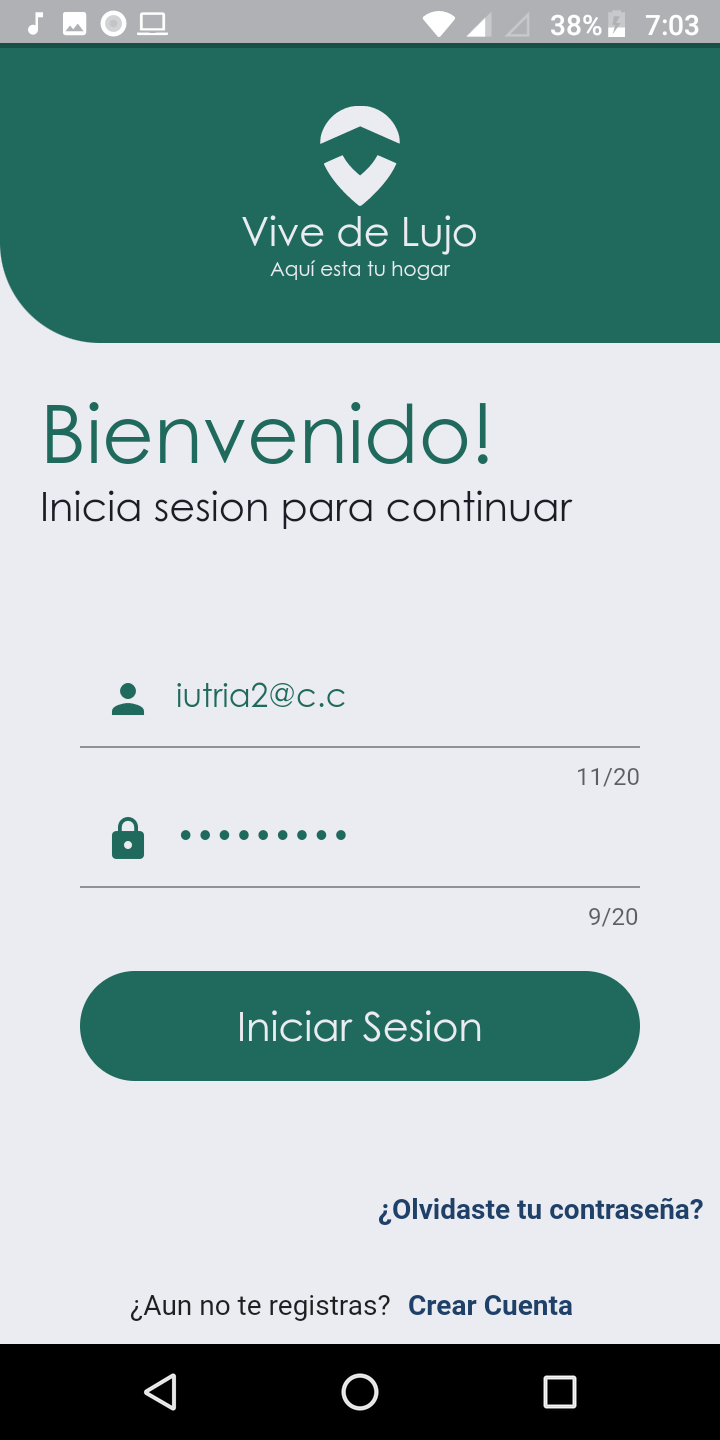 38% 7:03
Vive de Lujo
Aquí esta tu hogar
Bienvenido!
Inicia sesion para continuar
iutria2@c.c
11/20
•••••••••
9/20
Iniciar Sesion
¿Olvidaste tu contraseña?
¿Aun no te registras? Crear Cuenta